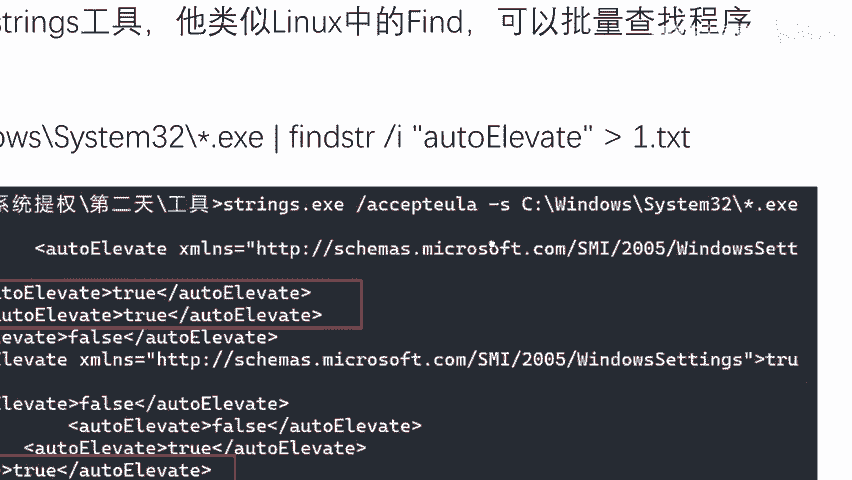 strings工具，他类似Linux中的Find，可以批量查找程序
ows\System32\*.exe | findstr /i "autoElevate" > 1.txt
系统提权\第二天\工具>strings.exe /accepteula -s C:\Windows\System32\*.exe
<autoElevate xmlns="http://schemas.microsoft.com/SMI/2005/WindowsSett
utoElevate>true</autoElevate>
autoElevate>true</autoElevate>
evate>false</autoElevate>
Elevate xmlns="http://schemas.microsoft.com/SMI/2005/WindowsSettings">tru
levate>false</autoElevate>
<autoElevate>false</autoElevate>
<autoElevate>true</autoElevate>
>true</autoElevate>